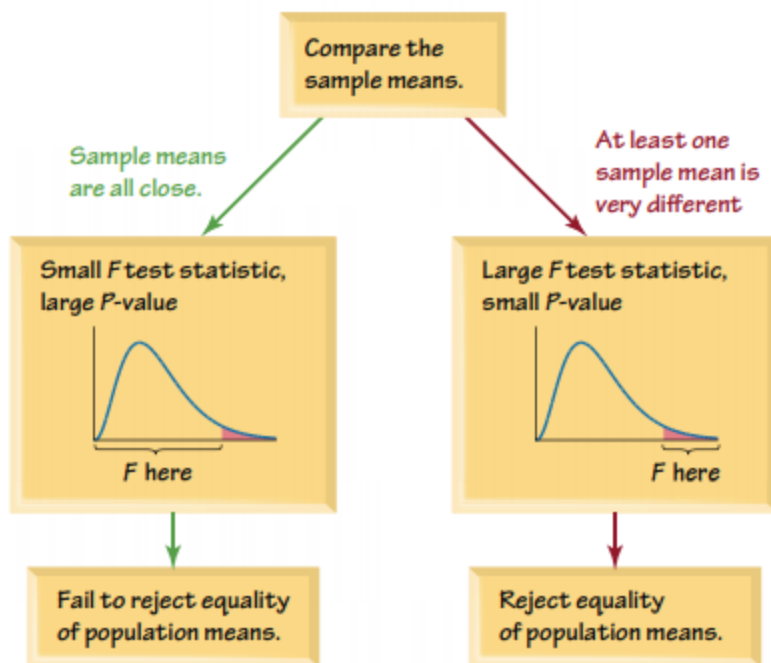 Compare the
sample means.
Sample means
are all close.
At least one
sample mean is
very different
Small F test statistic,
large P-value
F here
Large F test statistic,
small P-value
F here
Fail to reject equality
of population means.
Reject equality
of population means.